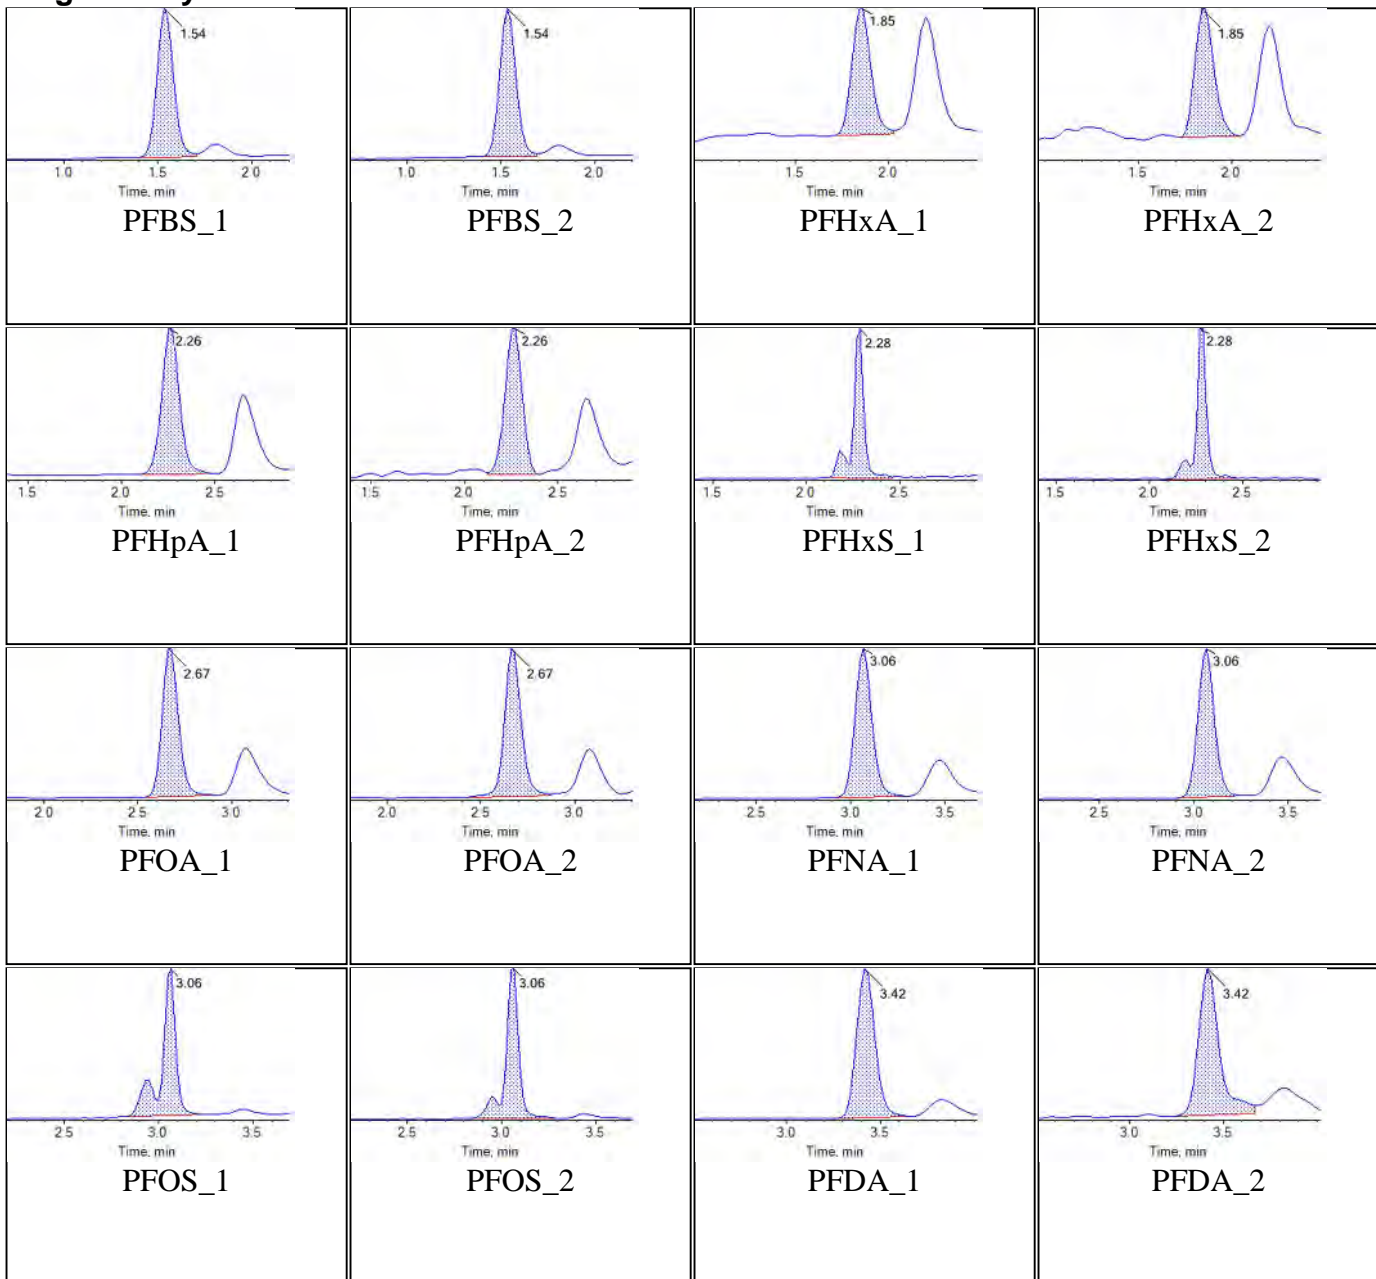 1.54 1.54 1.85 1.85
1.0 1.5 2.0 1.0 1.5 2.0 1.5 2.0 1.5 2.0
Time, min Time, min Time, min Time, min
PFBS_1 PFBS_2 PFHxA_1 PFHxA_2
2.26 2.26 2.28 2.28
1.5 2.0 2.5 1.5 2.0 2.5 1.5 2.0 2.5 1.5 2.0 2.5
Time, min Time, min Time, min Time, min
PFHpA_1 PFHpA_2 PFHxS_1 PFHxS_2
2.67 2.67 3.06 3.06
2.0 2.5 3.0 2.0 2.5 3.0 2.5 3.0 3.5 2.5 3.0 3.5
Time, min Time, min Time, min Time, min
PFOA_1 PFOA_2 PFNA_1 PFNA_2
3.06 3.06 3.42 3.42
2.5 3.0 3.5 2.5 3.0 3.5 3.0 3.5 3.0 3.5
Time, min Time, min Time, min Time, min
PFOS_1 PFOS_2 PFDA_1 PFDA_2